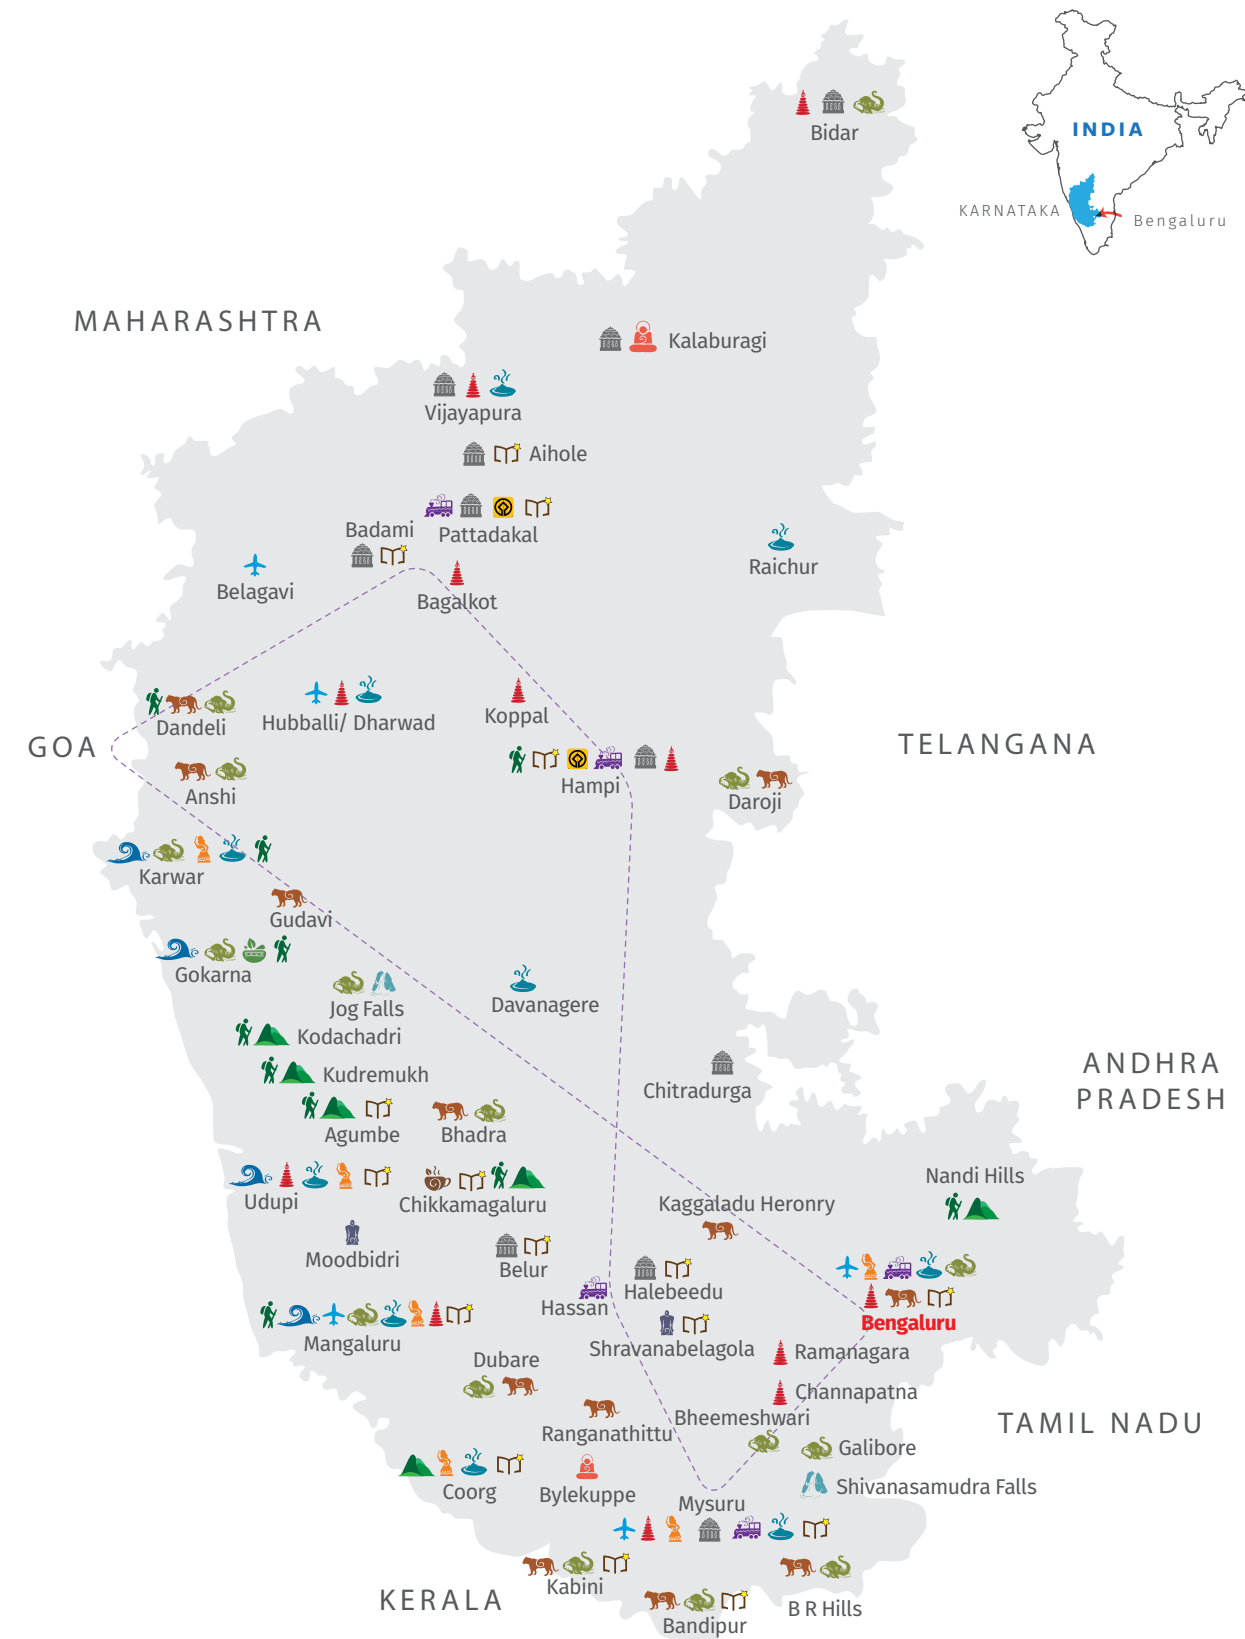 Bidar
INDIA
KARNATAKA
Bengaluru
MAHARASHTRA
Kalaburagi
Vijayapura
Aihole
Badami
Pattadakal
Raichur
Belagavi
Bagalkot
Dandeli
Hubballi/ Dharwad
Koppal
GOA
TELANGANA
Hampi
Anshi
Daroji
Karwar
Gudavi
Gokarna
Jog Falls
Davanagere
Kodachadri
Kudremukh
Chitradurga
ANDHRA
PRADESH
Agumbe
Bhadra
Nandi Hills
Udupi
Chikkamagaluru
Kaggaladu Heronry
Moodbidri
Belur
Halebeedu
Hassan
Bengaluru
Mangaluru
Shravanabelagola
Ramanagara
Dubare
Channapatna
Bheemeshwari
TAMIL NADU
Ranganathittu
Galibore
Coorg
Bylekuppe
Shivanasamudra Falls
Mysuru
Kabini
KERALA
B R Hills
Bandipur